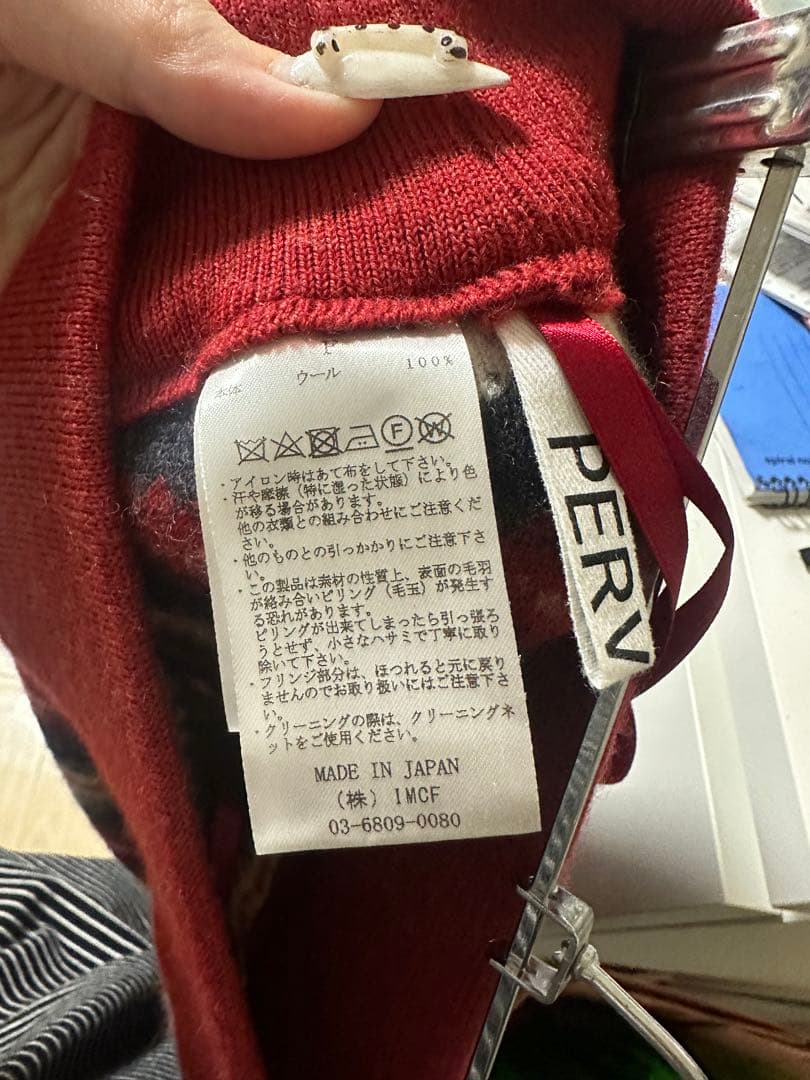 F
本体 ウール 100%
F W
・アイロン時はあて布をして下さい。
・汗や摩擦（特に湿った状態）により色
が移る場合があります。
他の衣類との組み合わせにご注意くだ
さい。
・他のものとの引っかかりにご注意下さ
い。
・この製品は素材の性質上、表面の毛羽
が絡み合いピリング（毛玉）が発生す
る恐れがあります。
ピリングが出来てしまったら引っ張ろ
うとせず、小さなハサミで丁寧に取り
除いて下さい。
・フリンジ部分は、ほつれると元に戻り
ませんのでお取り扱いにはご注意下さ
い。
・クリーニングの際は、クリーニングネ
ットをご使用ください。
MADE IN JAPAN
（株）IMCF
03-6809-0080
PERV